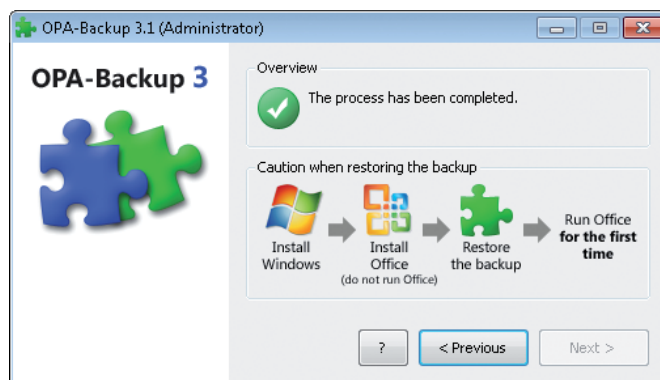 OPA-Backup 3.1 (Administrator)
OPA-Backup 3
Overview
The process has been completed.
Caution when restoring the backup
Install
Windows
Install
Office
(do not run Office)
Restore
the backup
Run Office
for the first
time
?
< Previous
Next >